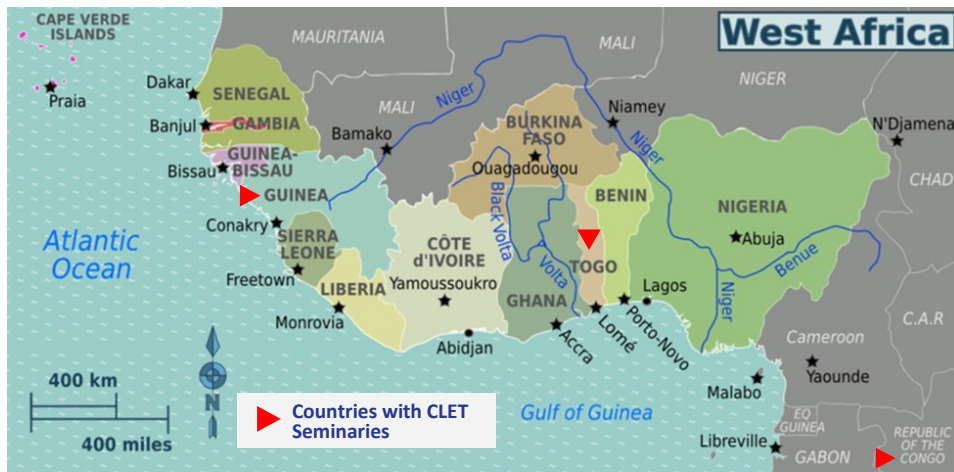 West Africa
CAPE VERDE
ISLANDS
Praia
MAURITANIA
MALI
NIGER
Dakar
SENEGAL
Niger
Niamey
N'Djamena
Banjul
GAMBIA
MALI
Bamako
BURKINA
FASO
Ouagadougou
Niger
CHAD
GUINEA-
BISSAU
Bissau
GUINEA
Black Volta
BENIN
NIGERIA
Abuja
Conakry
SIERRA
LEONE
Freetown
CÔTE
d'IVOIRE
Yamoussoukro
Volta
TOGO
Benue
Atlantic
Ocean
LIBERIA
Monrovia
GHANA
Lagos
Niger
Abidjan
Accra
Lomé
Porto-Novo
Cameroon
Yaounde
C.A.R
Malabo
400 km
400 miles
N
Countries with CLET
Seminaries
Gulf of Guinea
EQ
GUINEA
Libreville
GABON
REPUBLIC
OF THE
CONGO